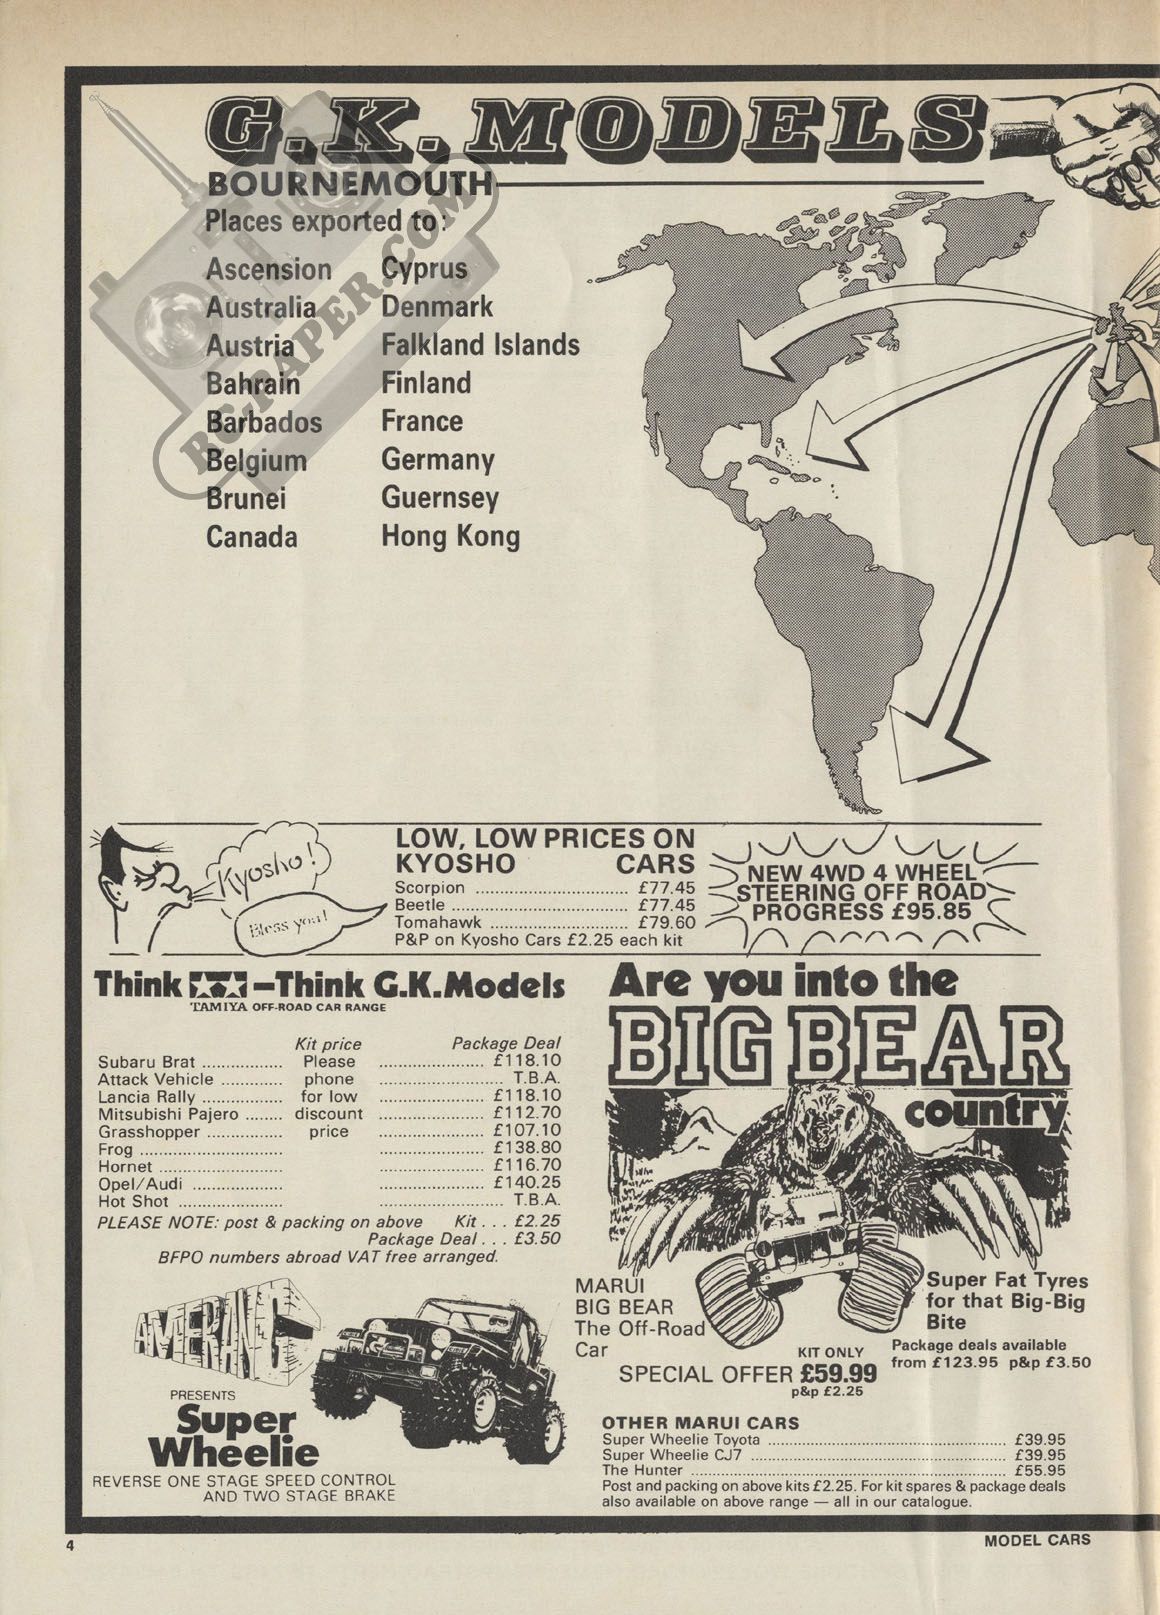 G.K. MODELS
BOURNEMOUTH
Places exported to:
Ascension
Australia
Austria
Bahrain
Barbados
Belgium
Brunei
Canada
Cyprus
Denmark
Falkland Islands
Finland
France
Germany
Guernsey
Hong Kong
RC-PAPER.COM
Kyosho!
Bless you!
LOW, LOW PRICES ON
KYOSHO CARS
Scorpion ............................ £77.45
Beetle ................................ £77.45
Tomahawk ......................... £79.60
P&P on Kyosho Cars £2.25 each kit
NEW 4WD 4 WHEEL
STEERING OFF ROAD
PROGRESS £95.85
Think TAMIYA – Think G.K.Models
TAMIYA OFF-ROAD CAR RANGE
Kit price Package Deal
Subaru Brat ............... Please .................... £118.10
Attack Vehicle ........... phone .................... T.B.A.
Lancia Rally ............... for low .................... £118.10
Mitsubishi Pajero ....... discount .................... £112.70
Grasshopper .............. price .................... £107.10
Frog .......................... .................... £138.80
Hornet ................................................ £116.70
Opel/Audi ................. .................... £140.25
Hot Shot .................... .................... T.B.A.
PLEASE NOTE: post & packing on above Kit . . . £2.25
Package Deal . . . £3.50
BFPO numbers abroad VAT free arranged.
AMERANG
PRESENTS
Super
Wheelie
REVERSE ONE STAGE SPEED CONTROL
AND TWO STAGE BRAKE
Are you into the
BIG BEAR
country
MARUI
BIG BEAR
The Off-Road
Car
Super Fat Tyres
for that Big-Big
Bite
KIT ONLY
SPECIAL OFFER £59.99
p&p £2.25
Package deals available
from £123.95 p&p £3.50
OTHER MARUI CARS
Super Wheelie Toyota ........................................ £39.95
Super Wheelie CJ7 ........................................... £39.95
The Hunter ...................................................... £55.95
Post and packing on above kits £2.25. For kit spares & package deals
also available on above range — all in our catalogue.
4
MODEL CARS